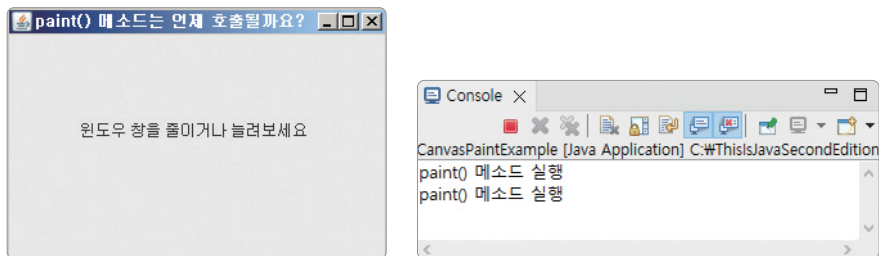 paint() 메소드는 언제 호출될까요?
윈도우 창을 줄이거나 늘려보세요
Console
CanvasPaintExample [Java Application] C:₩ThisIsJavaSecondEdition
paint() 메소드 실행
paint() 메소드 실행